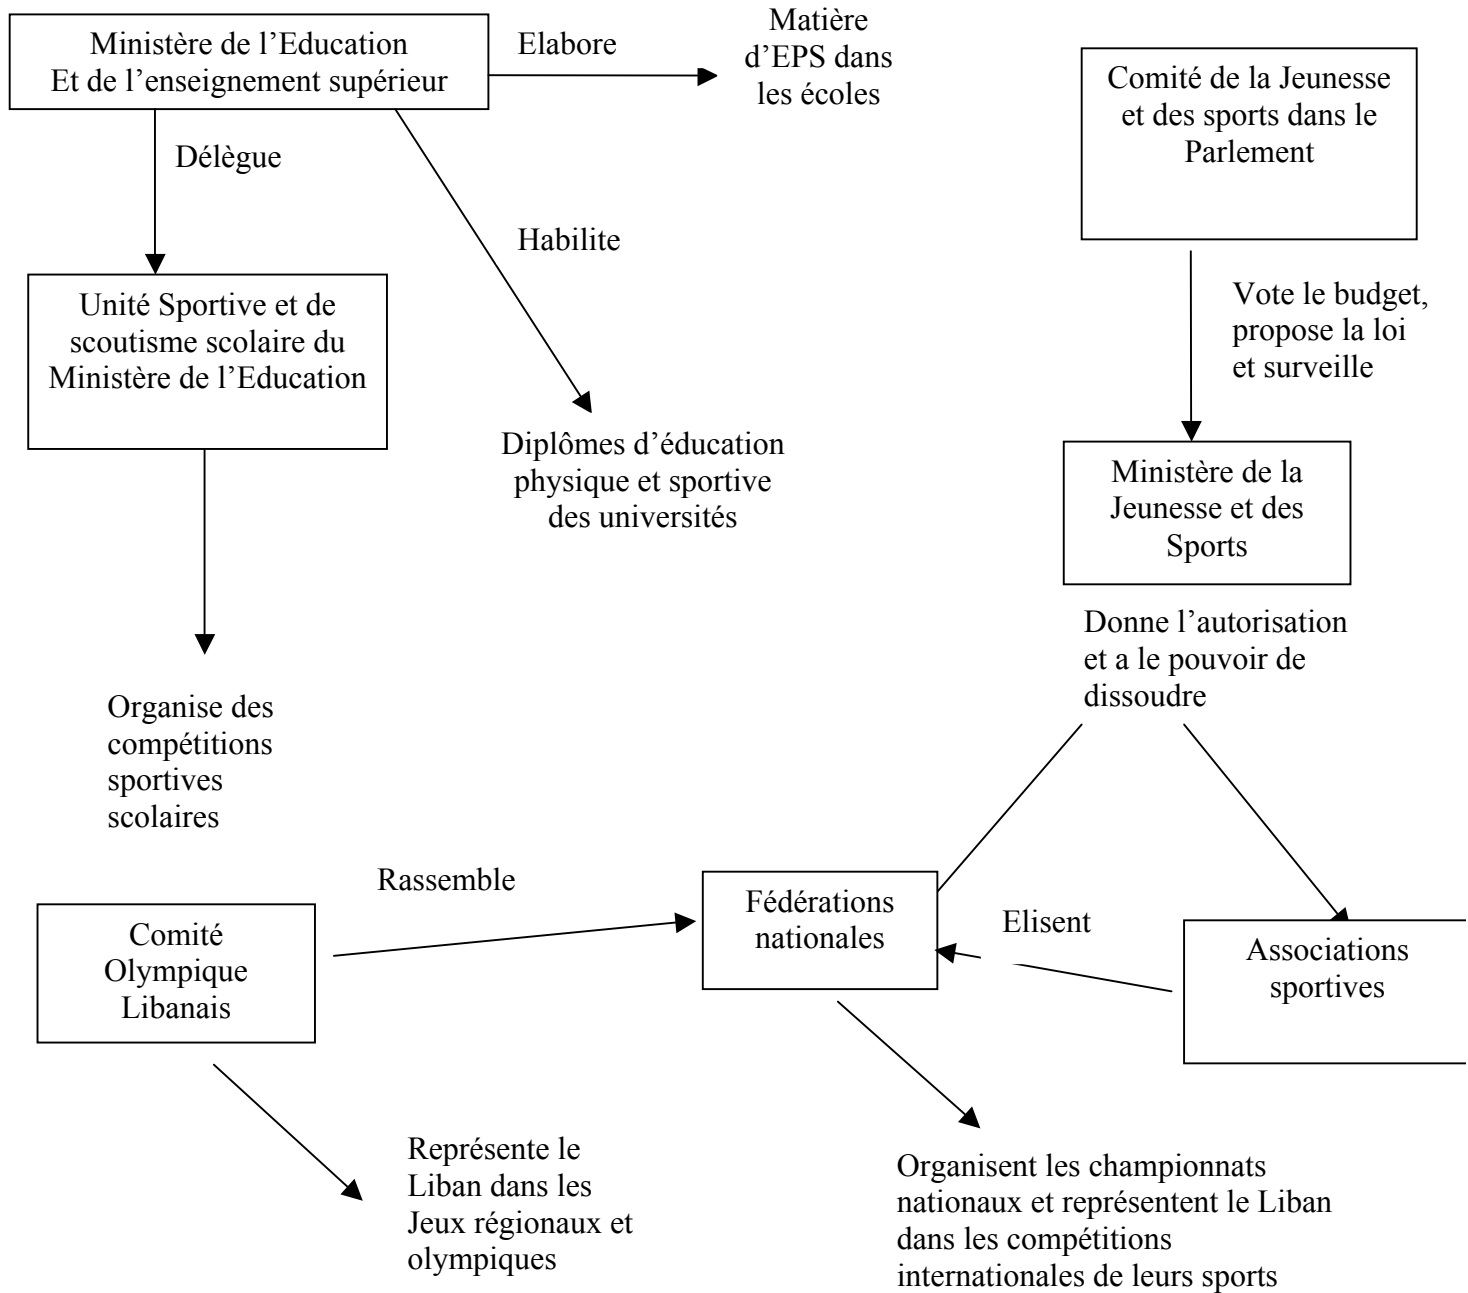 Ministère de l’Education
Et de l’enseignement supérieur
Elabore
Matière
d’EPS dans
les écoles
Comité de la Jeunesse
et des sports dans le
Parlement
Délègue
Habilite
Unité Sportive et de
scoutisme scolaire du
Ministère de l’Education
Vote le budget,
propose la loi
et surveille
Diplômes d’éducation
physique et sportive
des universités
Ministère de la
Jeunesse et des
Sports
Donne l’autorisation
et a le pouvoir de
dissoudre
Organise des
compétitions
sportives
scolaires
Rassemble
Comité
Olympique
Libanais
Fédérations
nationales
Elisent
Associations
sportives
Représente le
Liban dans les
Jeux régionaux et
olympiques
Organisent les championnats
nationaux et représentent le Liban
dans les compétitions
internationales de leurs sports